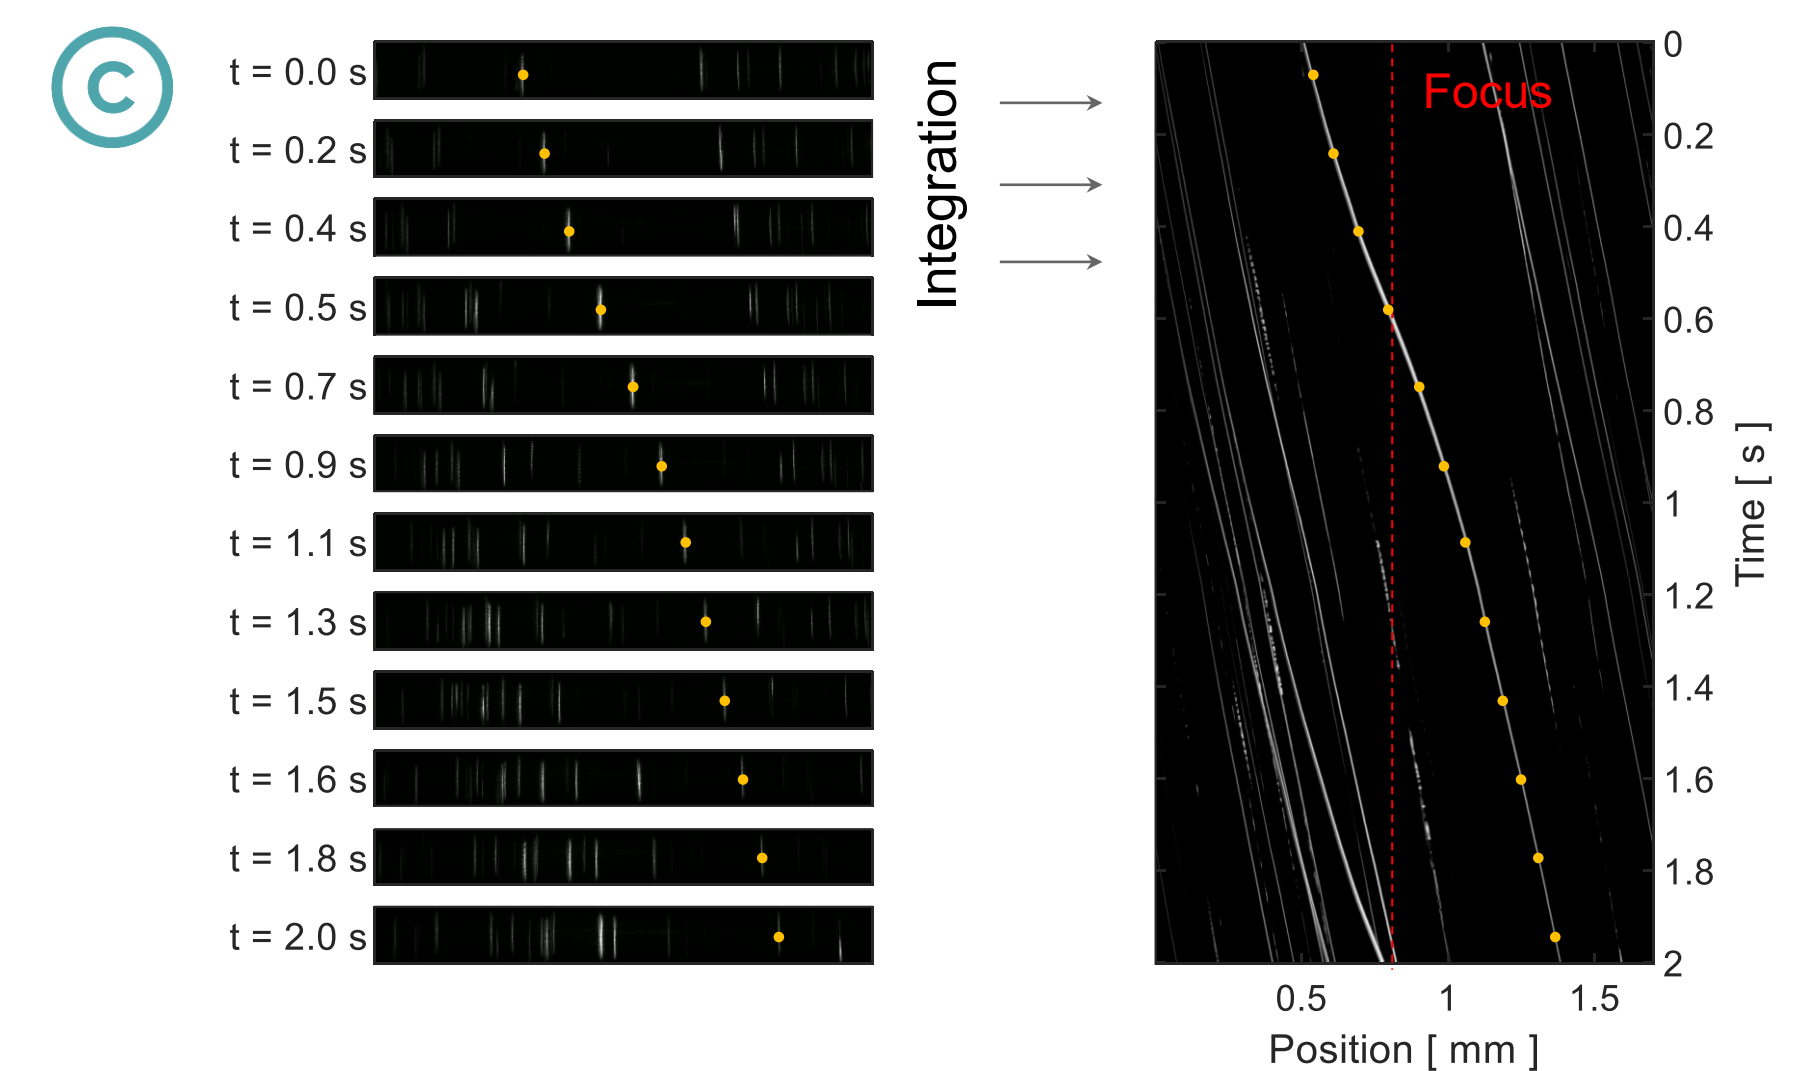 C
t = 0.0 s
t = 0.2 s
t = 0.4 s
t = 0.5 s
t = 0.7 s
t = 0.9 s
t = 1.1 s
t = 1.3 s
t = 1.5 s
t = 1.6 s
t = 1.8 s
t = 2.0 s
Integration
Focus
0
0.2
0.4
0.6
0.8
1
1.2
1.4
1.6
1.8
2
Time [ s ]
0.5 1 1.5
Position [ mm ]